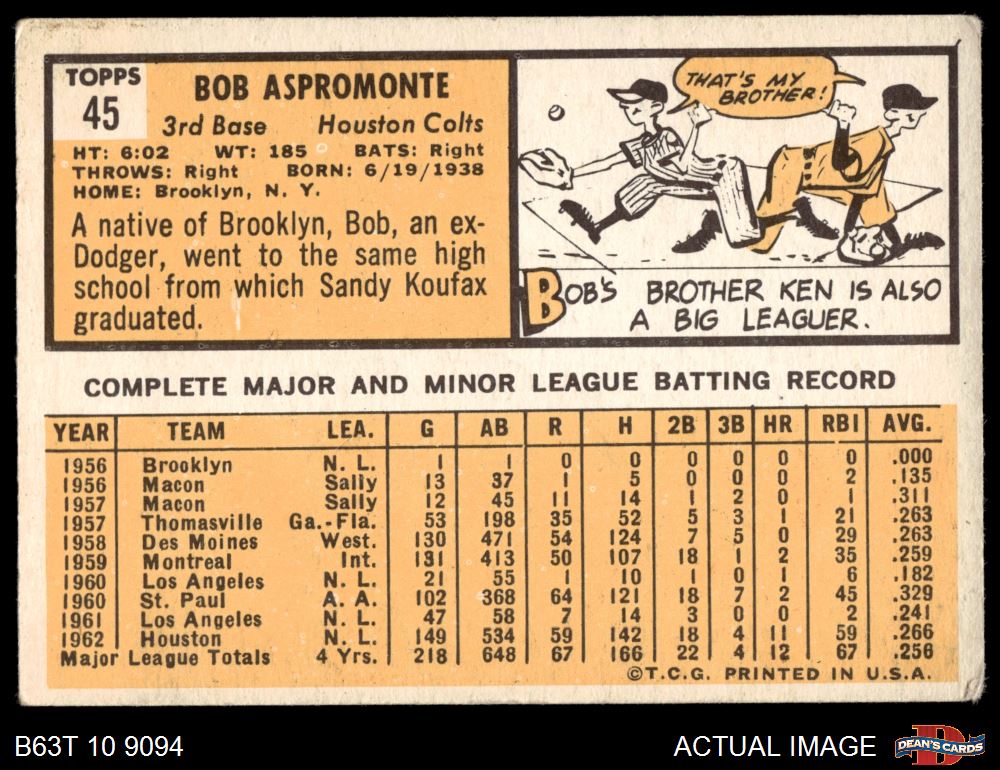 TOPPS
45
BOB ASPROMONTE
3rd Base Houston Colts
HT: 6:02 WT: 185 BATS: Right
THROWS: Right BORN: 6/19/1938
HOME: Brooklyn, N. Y.
A native of Brooklyn, Bob, an ex-
Dodger, went to the same high
school from which Sandy Koufax
graduated.
THAT'S MY
BROTHER!
BOB'S BROTHER KEN IS ALSO
A BIG LEAGUER.
COMPLETE MAJOR AND MINOR LEAGUE BATTING RECORD
YEAR TEAM LEA. G AB R H 2B 3B HR RBI AVG.
1956 Brooklyn N. L. 1 1 0 0 0 0 0 0 .000
1956 Macon Sally 13 37 1 5 0 0 0 2 .135
1957 Macon Sally 12 45 11 14 1 2 0 1 .311
1957 Thomasville Ga.-Fla. 53 198 35 52 5 3 1 21 .263
1958 Des Moines West. 130 471 54 124 7 5 0 29 .263
1959 Montreal Int. 131 413 50 107 18 1 2 35 .259
1960 Los Angeles N. L. 21 55 1 10 1 0 1 6 .182
1960 St. Paul A. A. 102 368 64 121 18 7 2 45 .329
1961 Los Angeles N. L. 47 58 7 14 3 0 0 2 .241
1962 Houston N. L. 149 534 59 142 18 4 11 59 .266
Major League Totals 4 Yrs. 218 648 67 166 22 4 12 67 .256
©T.C.G. PRINTED IN U.S.A.
B63T 10 9094
ACTUAL IMAGE
DEAN'S CARDS